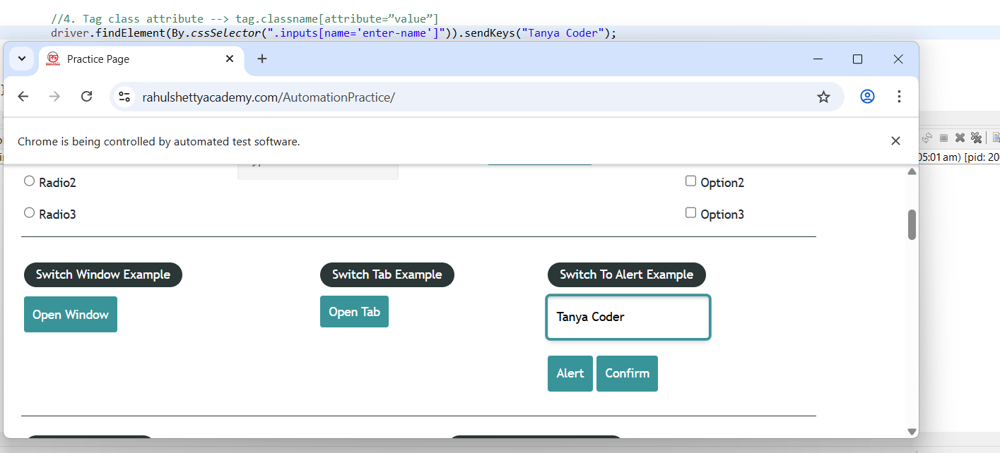 //4. Tag class attribute --> tag.classname[attribute=”value”]
driver.findElement(By.cssSelector(".inputs[name='enter-name']")).sendKeys("Tanya Coder");
Practice Page
rahulshettyacademy.com/AutomationPractice/
Chrome is being controlled by automated test software.
05:01 am) [pid: 20
Radio2
Option2
Radio3
Option3
Switch Window Example
Switch Tab Example
Switch To Alert Example
Open Window
Open Tab
Tanya Coder
Alert
Confirm